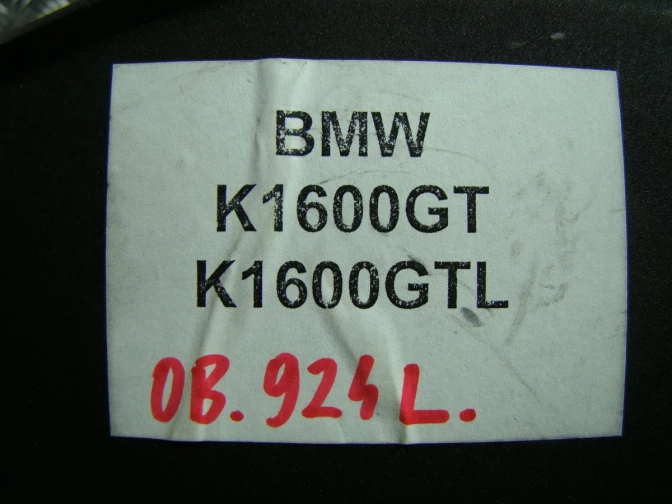 BMW
K1600GT
K1600GTL
OB. 924 L.